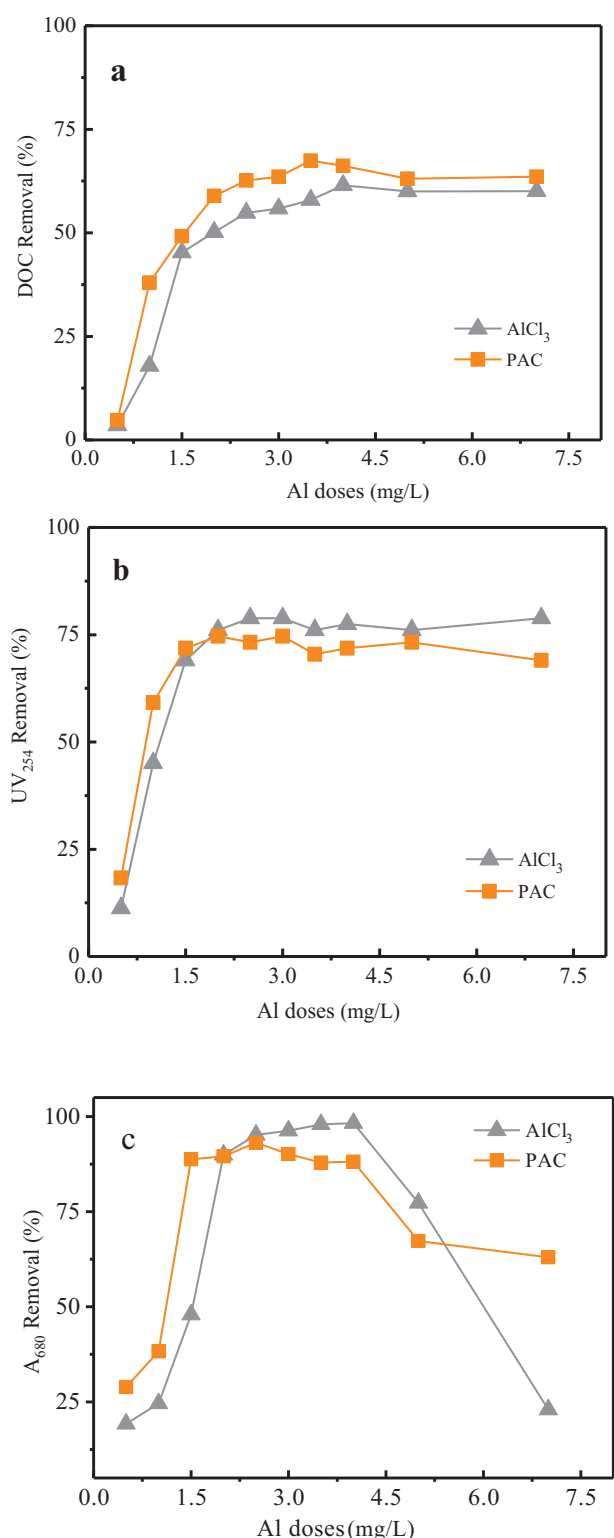 a
100
75
50
25
0
DOC Removal (%)
AlCl₃
PAC
0.0 1.5 3.0 4.5 6.0 7.5
Al doses (mg/L)
b
100
75
50
25
0
UV₂₅₄ Removal (%)
AlCl₃
PAC
0.0 1.5 3.0 4.5 6.0 7.5
Al doses (mg/L)
c
100
75
50
25
A₆₈₀ Removal (%)
AlCl₃
PAC
0.0 1.5 3.0 4.5 6.0 7.5
Al doses (mg/L)